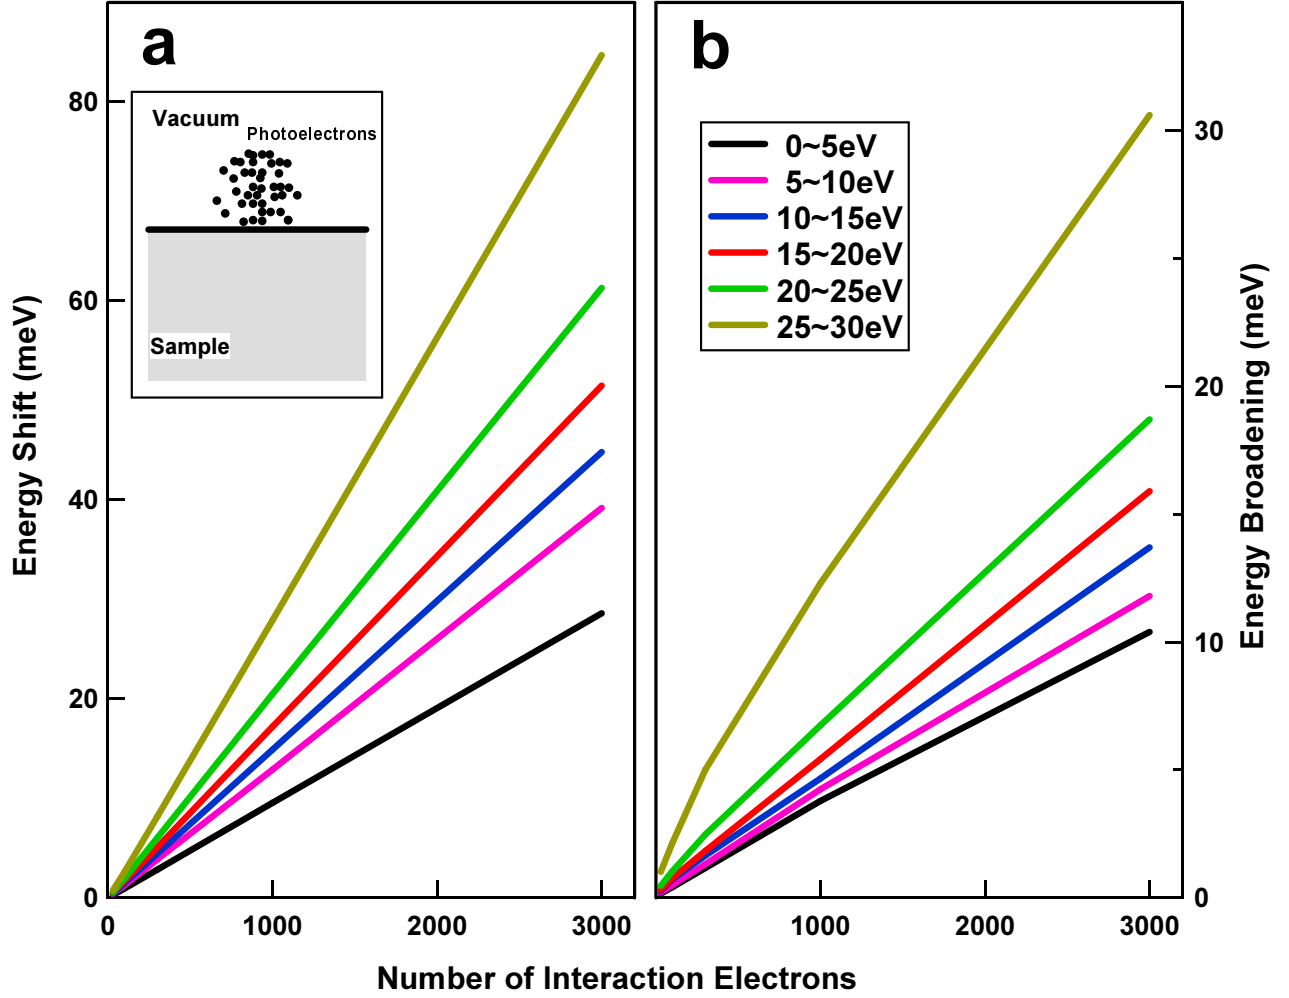 a
b
Vacuum
Photoelectrons
Sample
0~5eV
5~10eV
10~15eV
15~20eV
20~25eV
25~30eV
80
60
40
20
0
Energy Shift (meV)
30
20
10
0
Energy Broadening (meV)
0 1000 2000 3000
1000 2000 3000
Number of Interaction Electrons